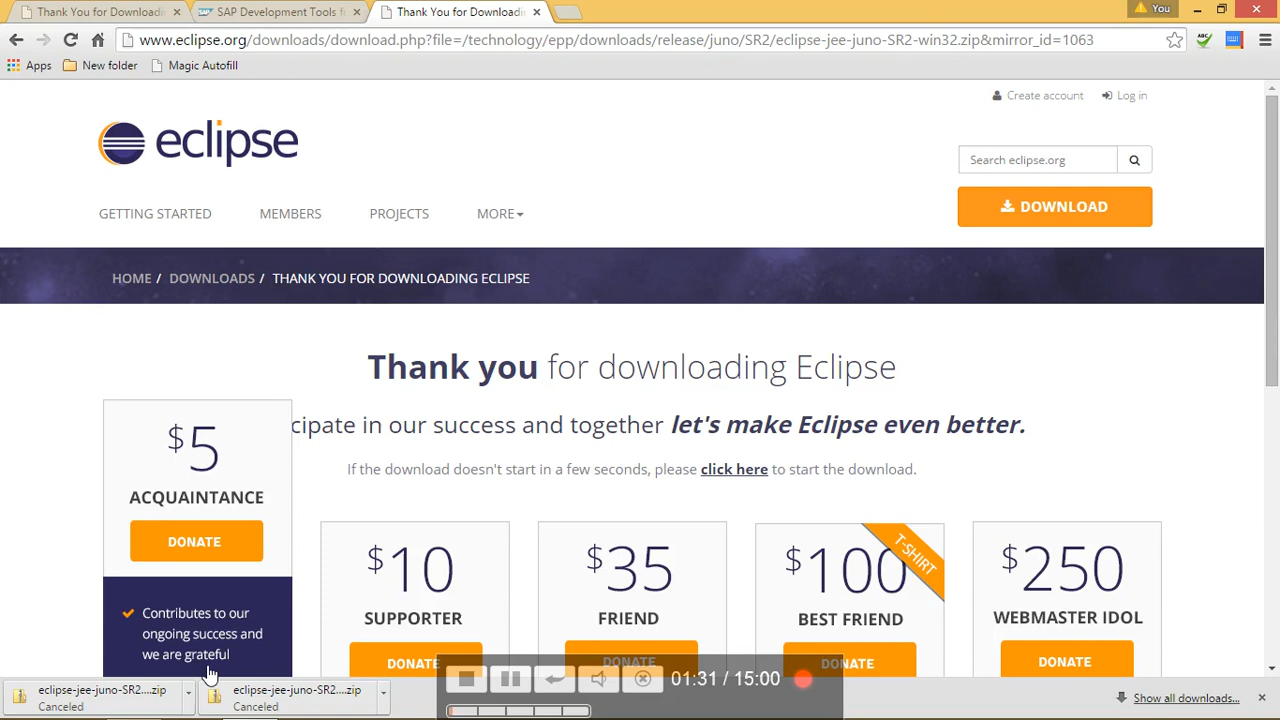 Thank You for Downloadin
SAP Development Tools f
Thank You for Downloadin
You
www.eclipse.org/downloads/download.php?file=/technology/epp/downloads/release/juno/SR2/eclipse-jee-juno-SR2-win32.zip&mirror_id=1063
ABC
Apps
New folder
Magic Autofill
Create account
Log in
eclipse
Search eclipse.org
DOWNLOAD
GETTING STARTED
MEMBERS
PROJECTS
MORE
HOME / DOWNLOADS / THANK YOU FOR DOWNLOADING ECLIPSE
Thank you for downloading Eclipse
cipate in our success and together let's make Eclipse even better.
If the download doesn't start in a few seconds, please click here to start the download.
$5
ACQUAINTANCE
DONATE
Contributes to our
ongoing success and
we are grateful
$10
SUPPORTER
DONATE
$35
FRIEND
DONATE
T-SHIRT
$100
BEST FRIEND
DONATE
$250
WEBMASTER IDOL
DONATE
01:31 / 15:00
eclipse-jee-juno-SR2....zip
Canceled
eclipse-jee-juno-SR2....zip
Canceled
Show all downloads...